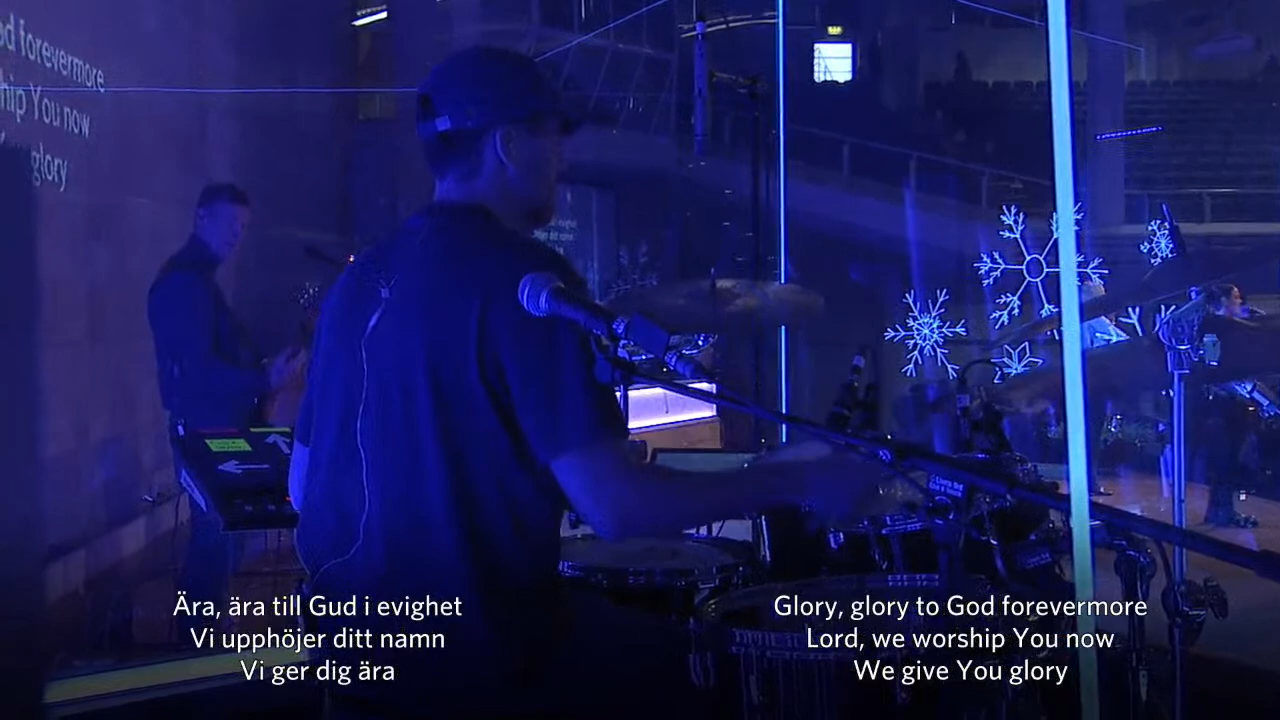 od forevermore
hip You now
glory
Ära, ära till Gud i evighet
Vi upphöjer ditt namn
Vi ger dig ära
Glory, glory to God forevermore
Lord, we worship You now
We give You glory